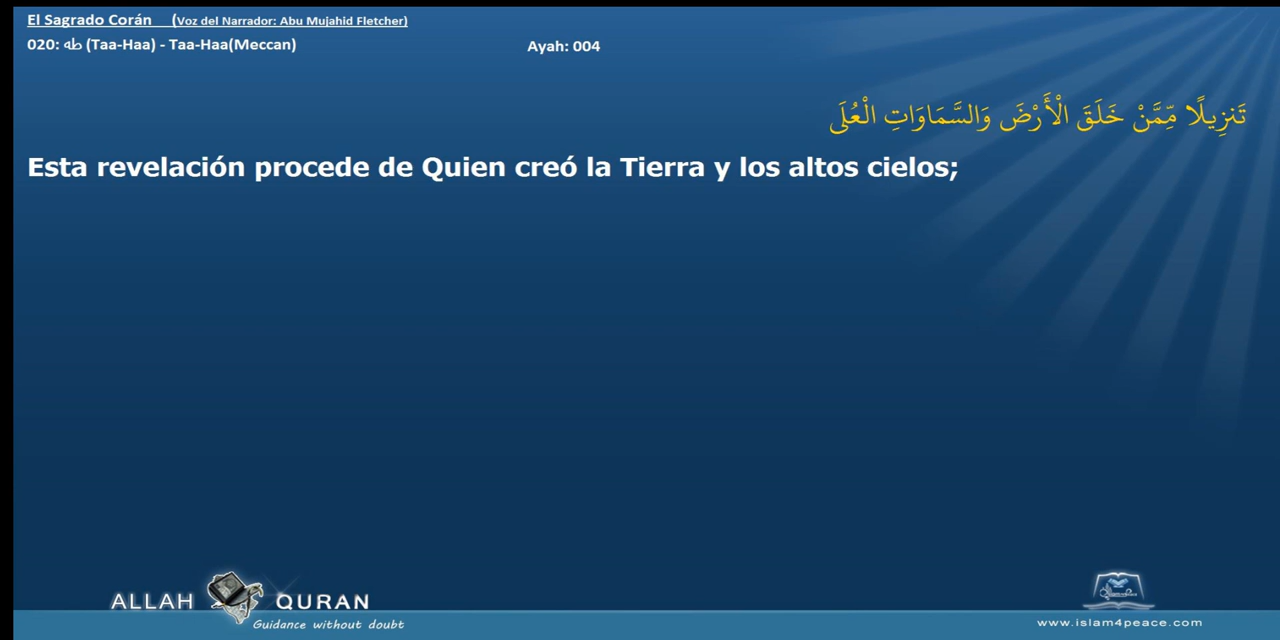 El Sagrado Corán (Voz del Narrador: Abu Mujahid Fletcher)
020: طه (Taa-Haa) - Taa-Haa(Meccan) Ayah: 004
تَنزِيلًا مِّمَّنْ خَلَقَ الْأَرْضَ وَالسَّمَاوَاتِ الْعُلَى
Esta revelación procede de Quien creó la Tierra y los altos cielos;
ALLAH QURAN
Guidance without doubt
www.islam4peace.com